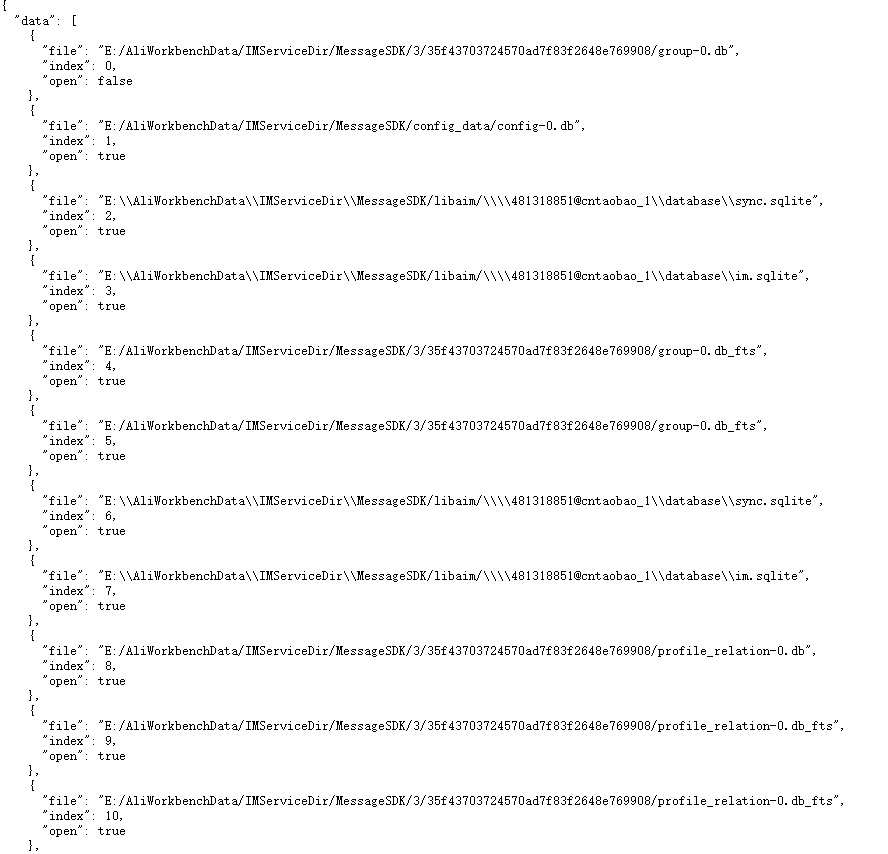 {
"data": [
{
"file": "E:/AliWorkbenchData/IMServiceDir/MessageSDK/3/35f43703724570ad7f83f2648e769908/group-0.db",
"index": 0,
"open": false
},
{
"file": "E:/AliWorkbenchData/IMServiceDir/MessageSDK/config_data/config-0.db",
"index": 1,
"open": true
},
{
"file": "E:\\AliWorkbenchData\\IMServiceDir\\MessageSDK/libaim/\\\\481318851@cntaobao_1\\database\\sync.sqlite",
"index": 2,
"open": true
},
{
"file": "E:\\AliWorkbenchData\\IMServiceDir\\MessageSDK/libaim/\\\\481318851@cntaobao_1\\database\\im.sqlite",
"index": 3,
"open": true
},
{
"file": "E:/AliWorkbenchData/IMServiceDir/MessageSDK/3/35f43703724570ad7f83f2648e769908/group-0.db_fts",
"index": 4,
"open": true
},
{
"file": "E:/AliWorkbenchData/IMServiceDir/MessageSDK/3/35f43703724570ad7f83f2648e769908/group-0.db_fts",
"index": 5,
"open": true
},
{
"file": "E:\\AliWorkbenchData\\IMServiceDir\\MessageSDK/libaim/\\\\481318851@cntaobao_1\\database\\sync.sqlite",
"index": 6,
"open": true
},
{
"file": "E:\\AliWorkbenchData\\IMServiceDir\\MessageSDK/libaim/\\\\481318851@cntaobao_1\\database\\im.sqlite",
"index": 7,
"open": true
},
{
"file": "E:/AliWorkbenchData/IMServiceDir/MessageSDK/3/35f43703724570ad7f83f2648e769908/profile_relation-0.db",
"index": 8,
"open": true
},
{
"file": "E:/AliWorkbenchData/IMServiceDir/MessageSDK/3/35f43703724570ad7f83f2648e769908/profile_relation-0.db_fts",
"index": 9,
"open": true
},
{
"file": "E:/AliWorkbenchData/IMServiceDir/MessageSDK/3/35f43703724570ad7f83f2648e769908/profile_relation-0.db_fts",
"index": 10,
"open": true
},